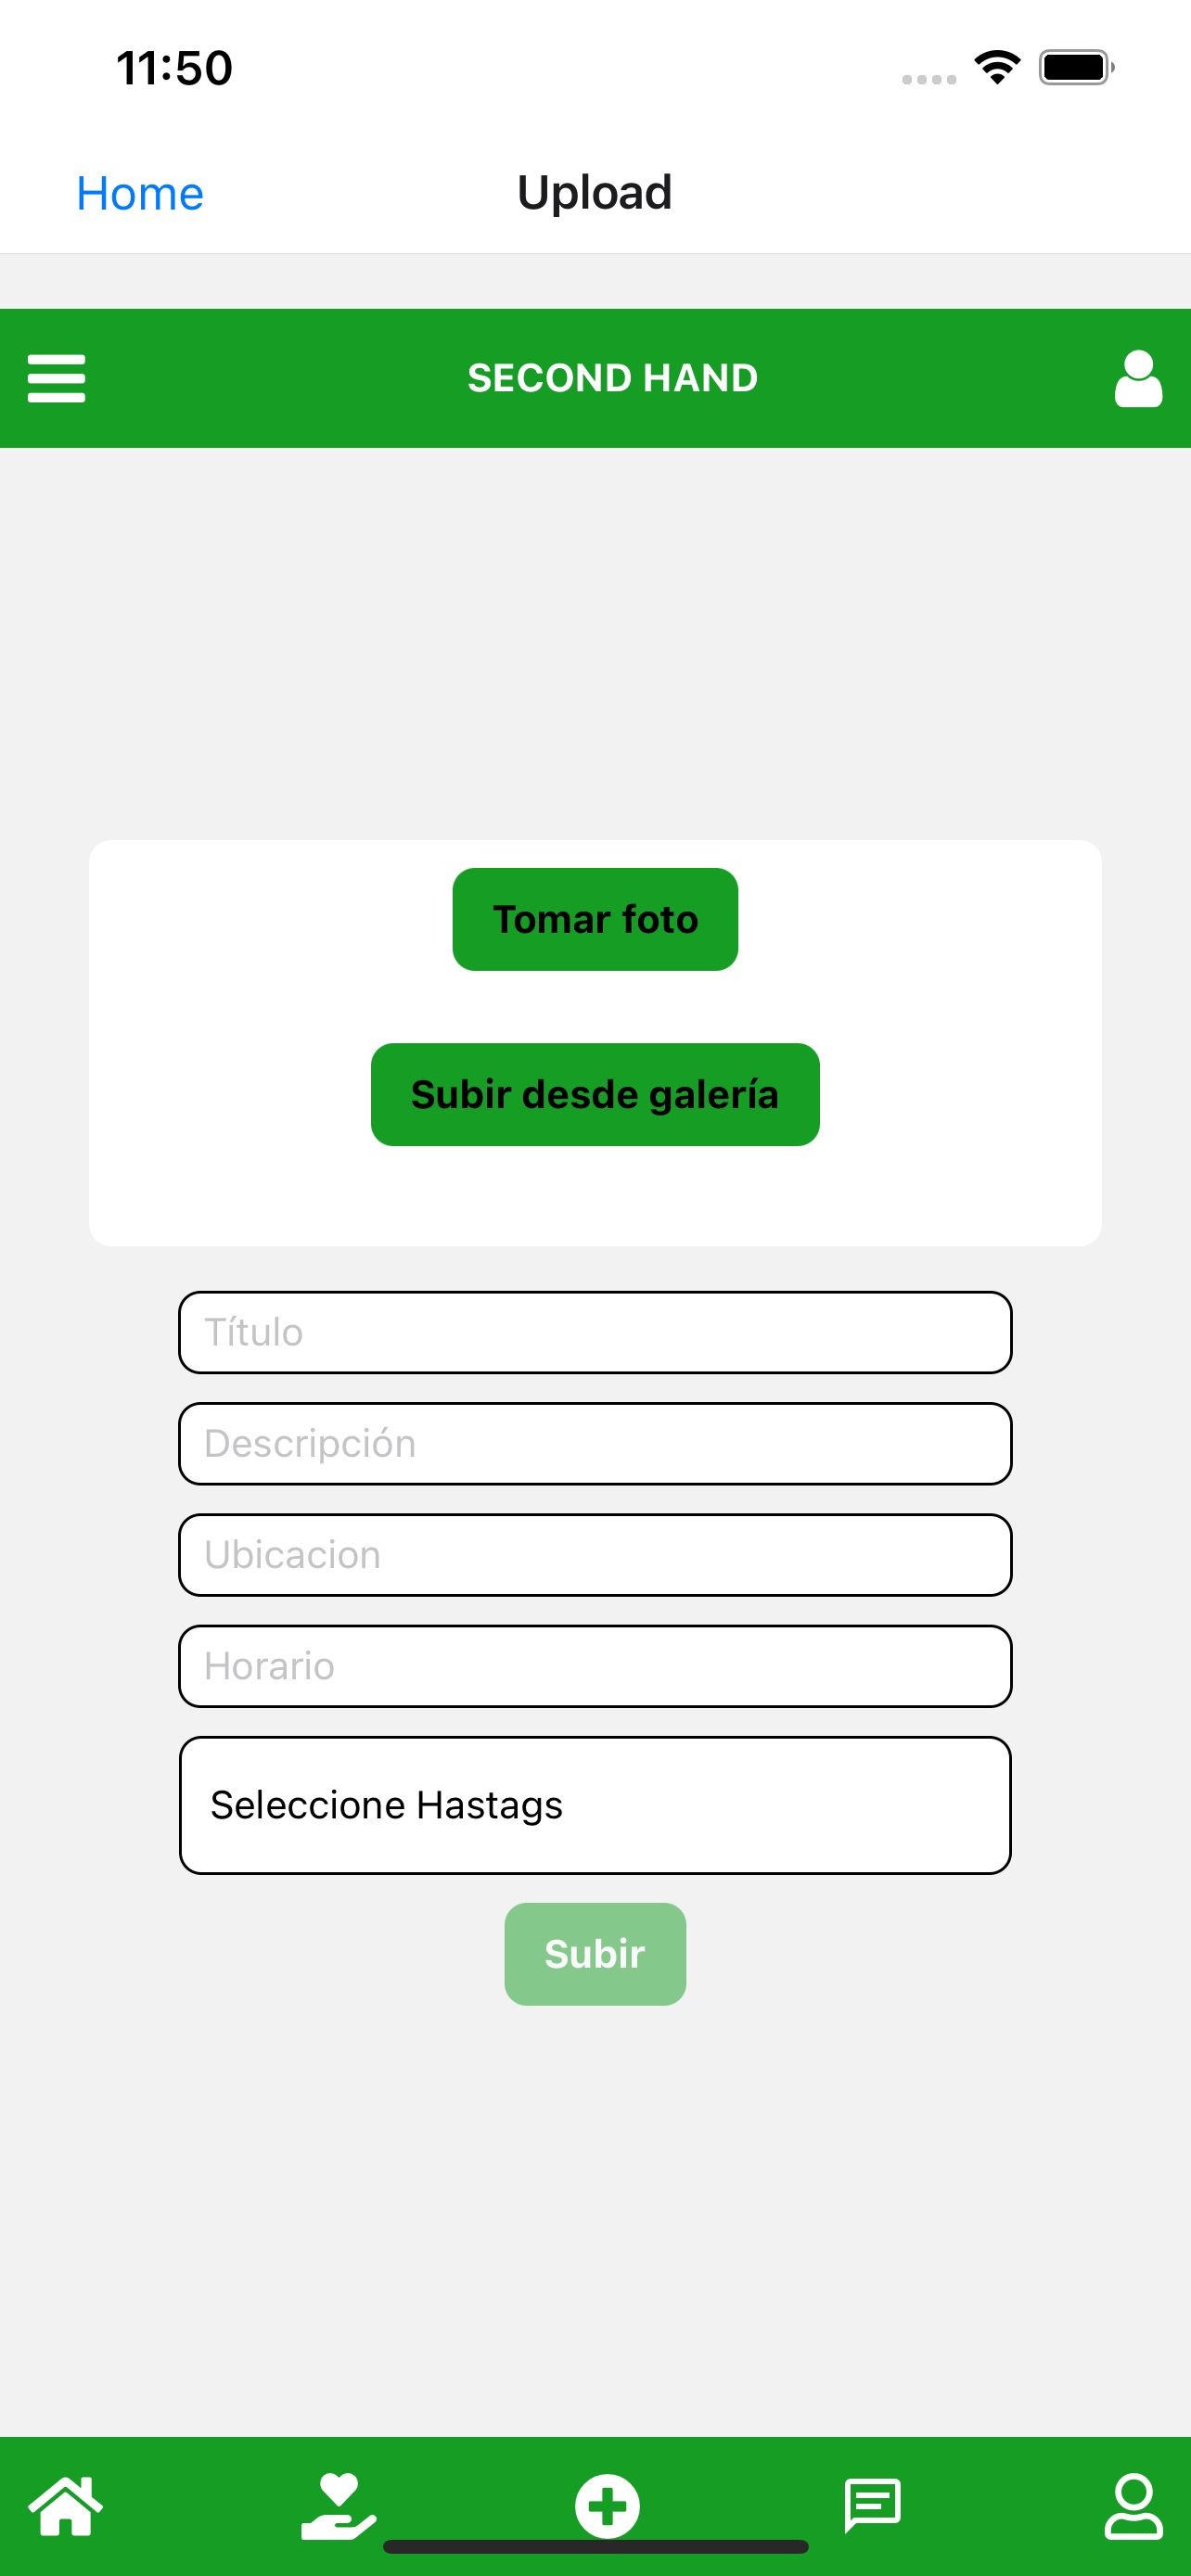 11:50
Home
Upload
SECOND HAND
Tomar foto
Subir desde galería
Título
Descripción
Ubicacion
Horario
Seleccione Hastags
Subir